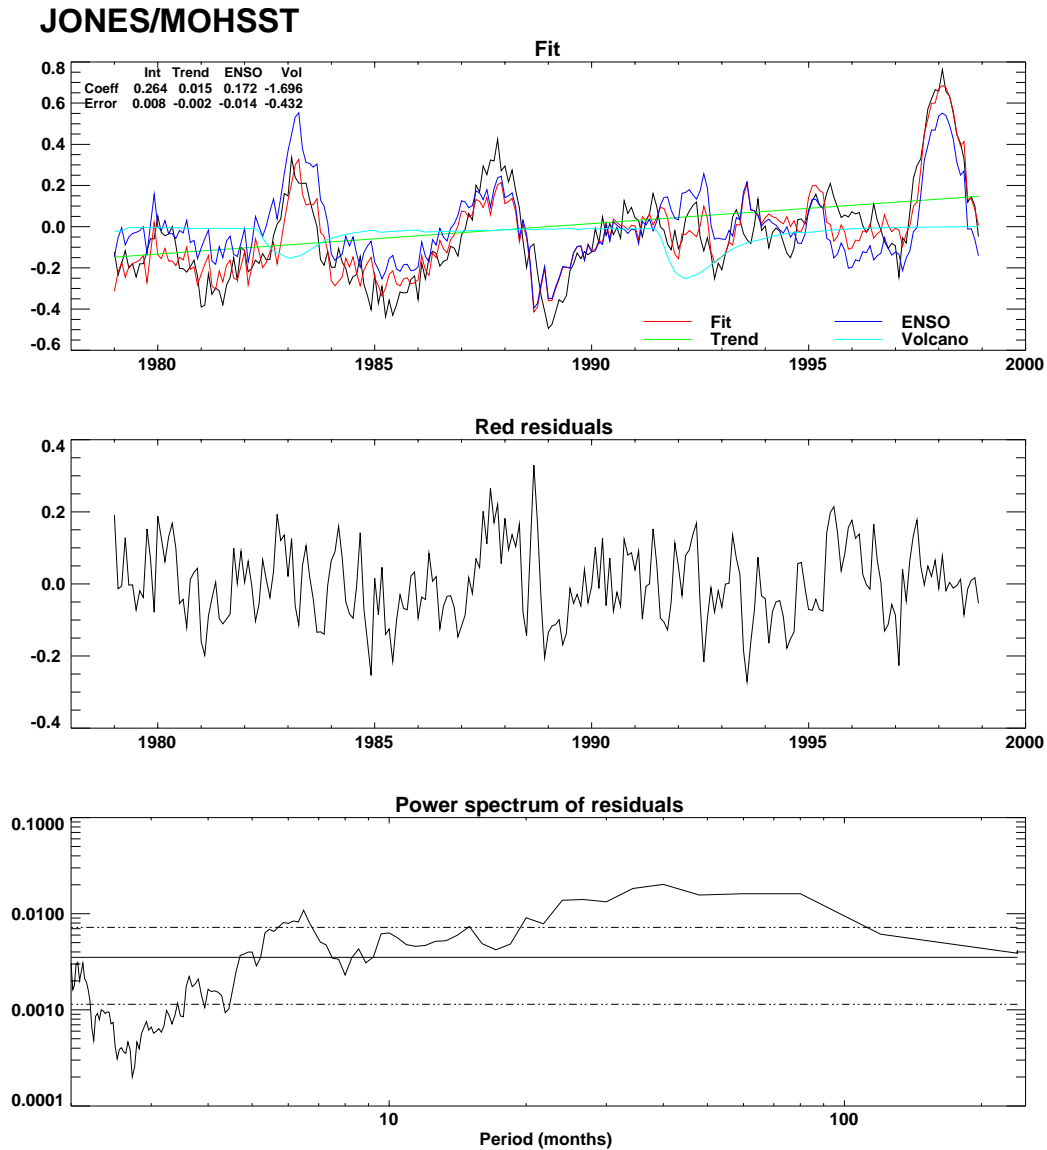 JONES/MOHSST
Fit
Int Trend ENSO Vol
Coeff 0.264 0.015 0.172 -1.696
Error 0.008 -0.002 -0.014 -0.432
0.8
0.6
0.4
0.2
0.0
-0.2
-0.4
-0.6
Fit ENSO
Trend Volcano
1980 1985 1990 1995 2000
Red residuals
0.4
0.2
0.0
-0.2
-0.4
1980 1985 1990 1995 2000
Power spectrum of residuals
0.1000
0.0100
0.0010
0.0001
10 100
Period (months)